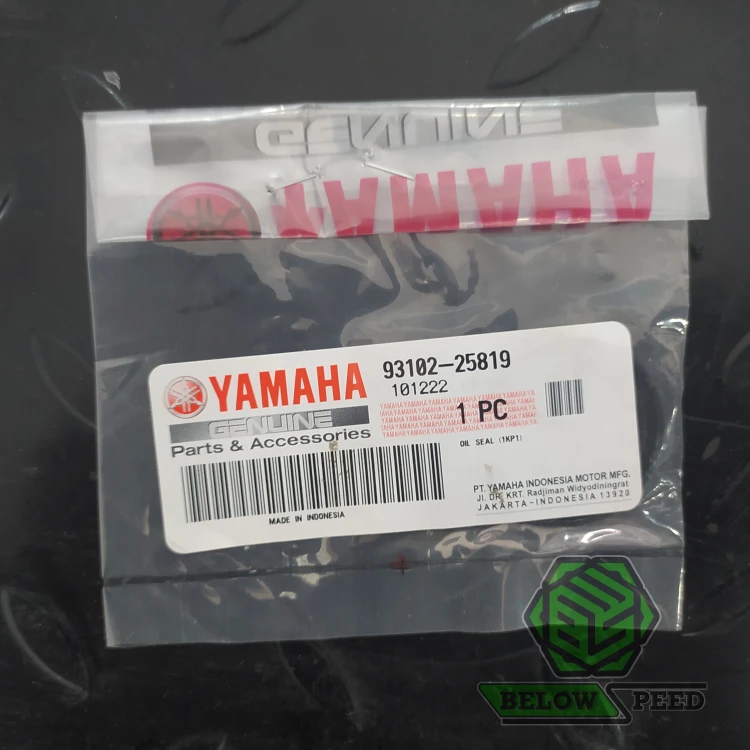 GENUINE
YAMAHA
YAMAHA
93102-25819
101222
GENUINE
Parts & Accessories
1 PC
OIL SEAL (1KP1)
MADE IN INDONESIA
PT. YAMAHA INDONESIA MOTOR MFG.
JL. DR. KRT. Radjiman Widyodiningrat
JAKARTA-INDONESIA 13920
BELOW SPEED